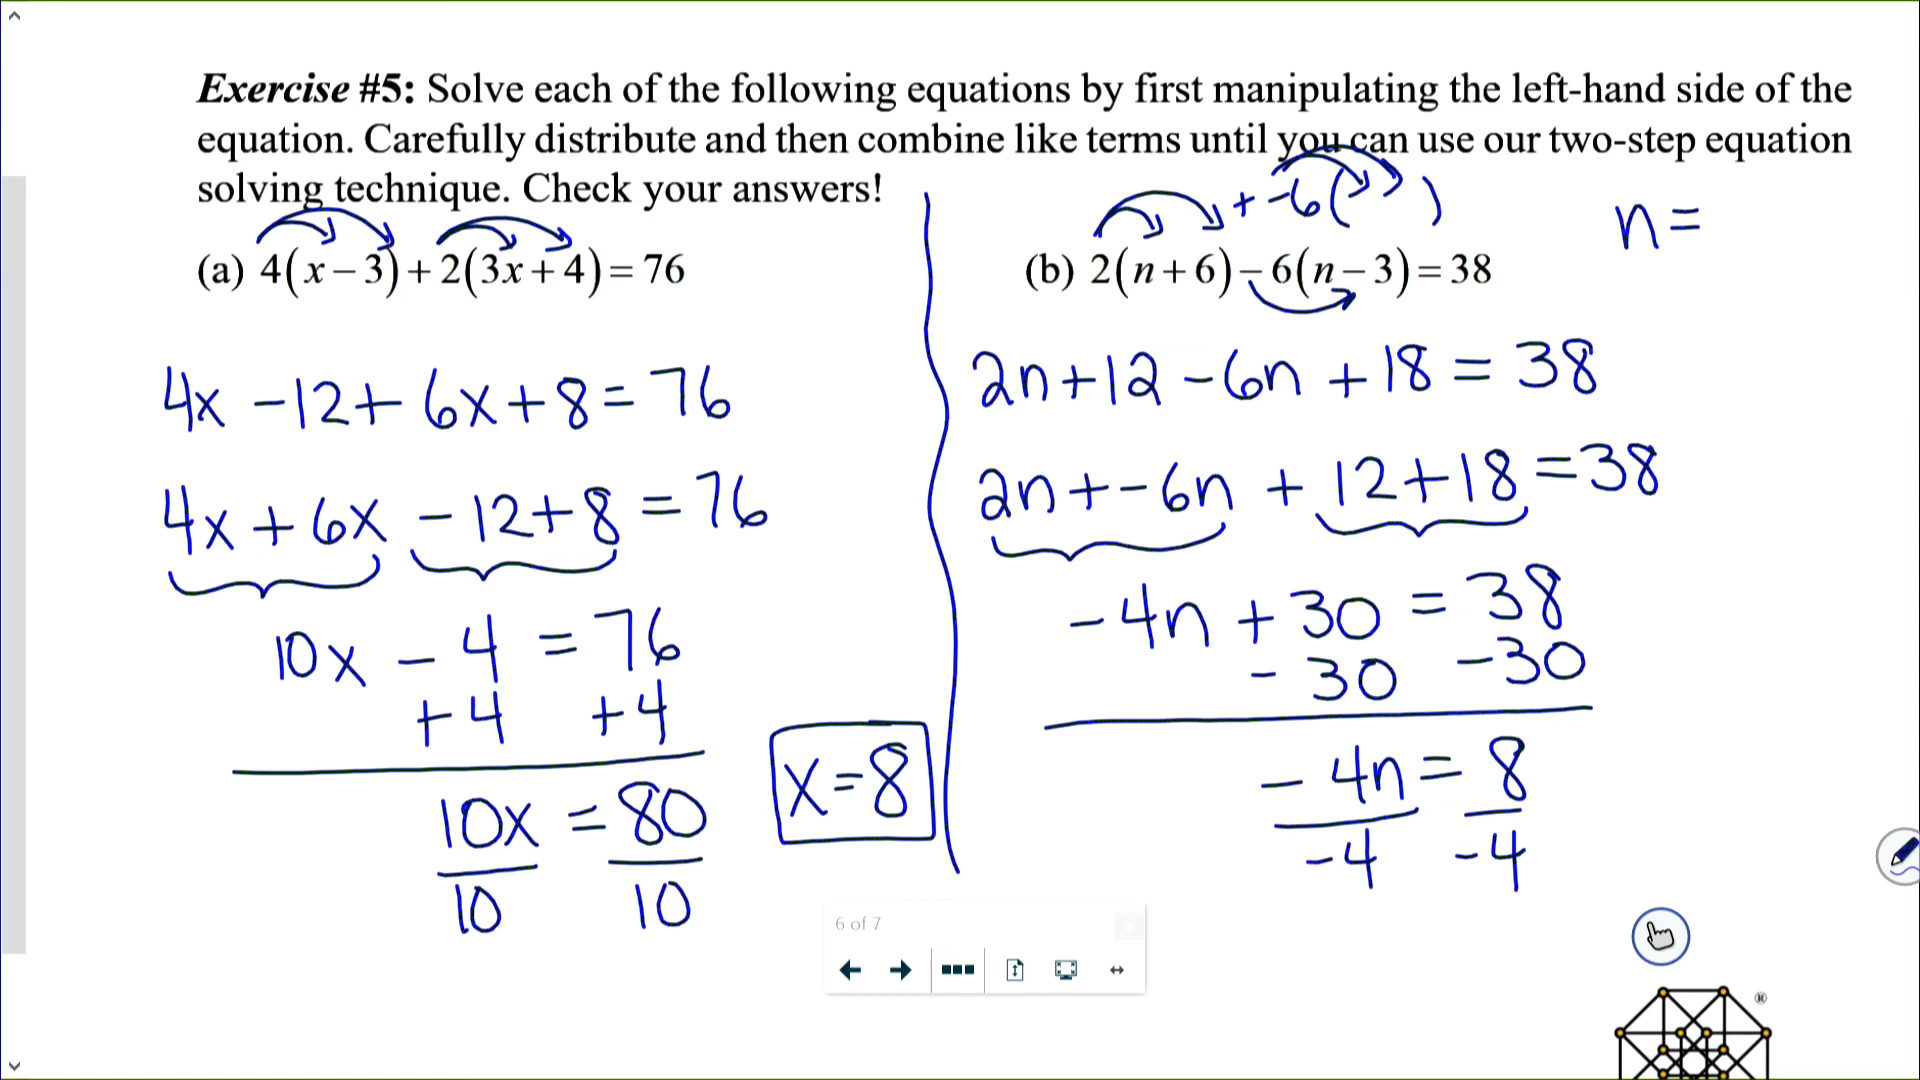 Exercise #5: Solve each of the following equations by first manipulating the left-hand side of the
equation. Carefully distribute and then combine like terms until you can use our two-step equation
solving technique. Check your answers!
(a) 4(x−3)+2(3x+4)=76
4x −12+ 6x+8=76
4x + 6x −12+8 = 76
10x − 4 = 76
+4 +4
10x = 80
10 10
x=8
+ −6( )
n=
(b) 2(n+6)−6(n−3)=38
2n+12 −6n +18 = 38
2n+−6n + 12+18 =38
−4n + 30 = 38
− 30 −30
− 4n = 8
−4 −4
6 of 7
®